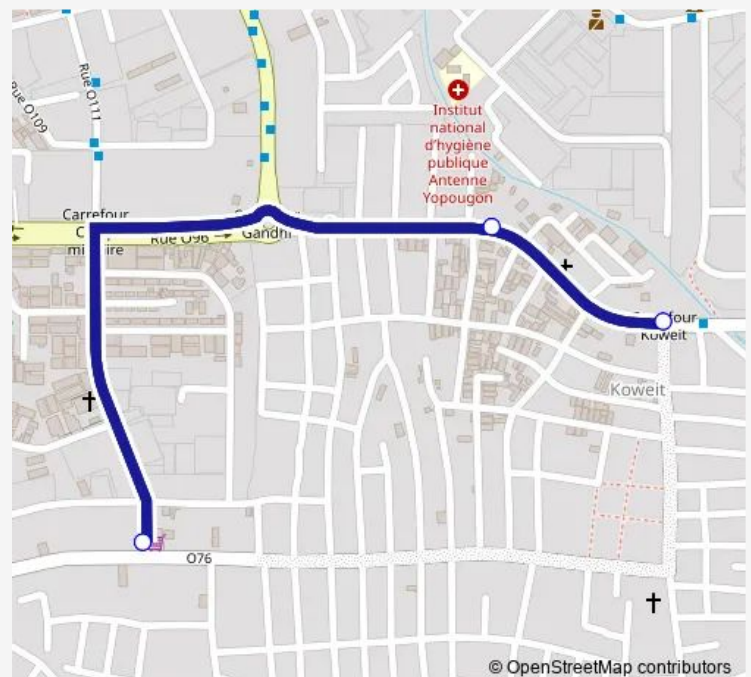 Rue O111
Rue O109
Institut
national
d'hygiène
publique
Antenne
Yopougon
Carrefour
militaire
Rue O96
Gandhi
Koweit
Koweit
O76
© OpenStreetMap contributors